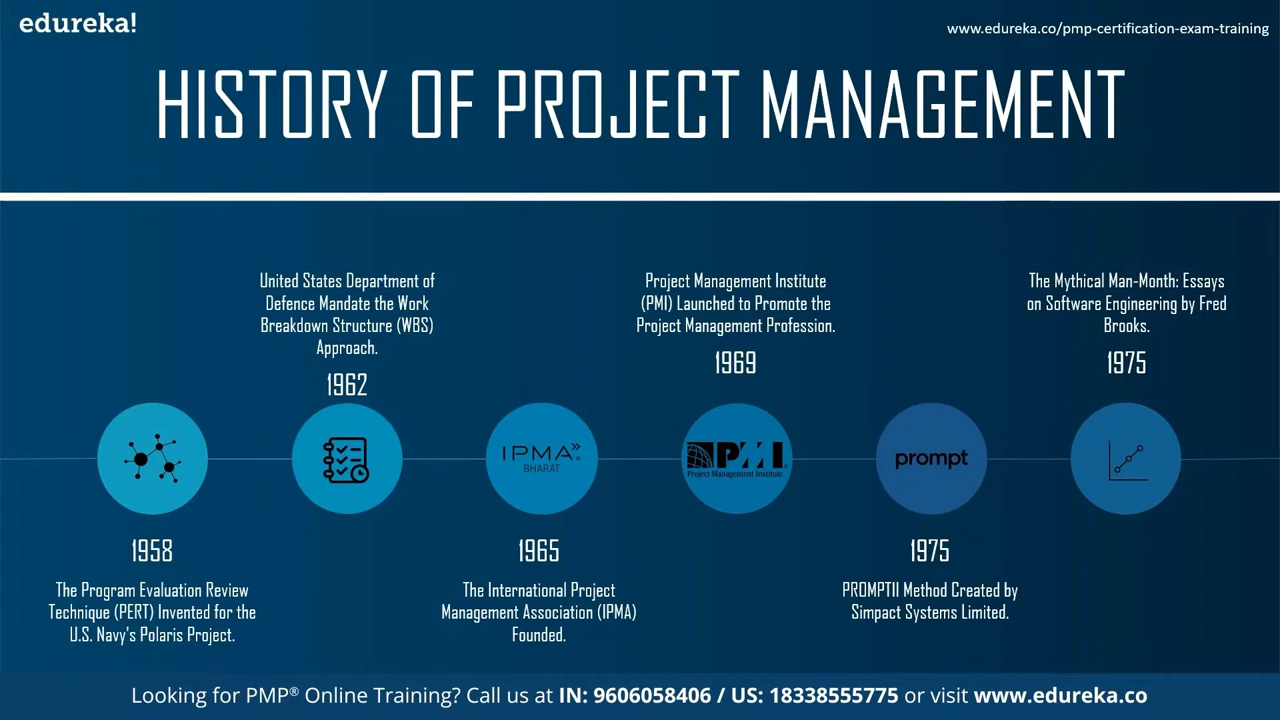 edureka!
www.edureka.co/pmp-certification-exam-training
HISTORY OF PROJECT MANAGEMENT
United States Department of
Defence Mandate the Work
Breakdown Structure (WBS)
Approach.
1962
Project Management Institute
(PMI) Launched to Promote the
Project Management Profession.
1969
The Mythical Man-Month: Essays
on Software Engineering by Fred
Brooks.
1975
IPMA
BHARAT
PMI
Project Management Institute
prompt
1958
The Program Evaluation Review
Technique (PERT) Invented for the
U.S. Navy's Polaris Project.
1965
The International Project
Management Association (IPMA)
Founded.
1975
PROMPTII Method Created by
Simpact Systems Limited.
Looking for PMP® Online Training? Call us at IN: 9606058406 / US: 18338555775 or visit www.edureka.co